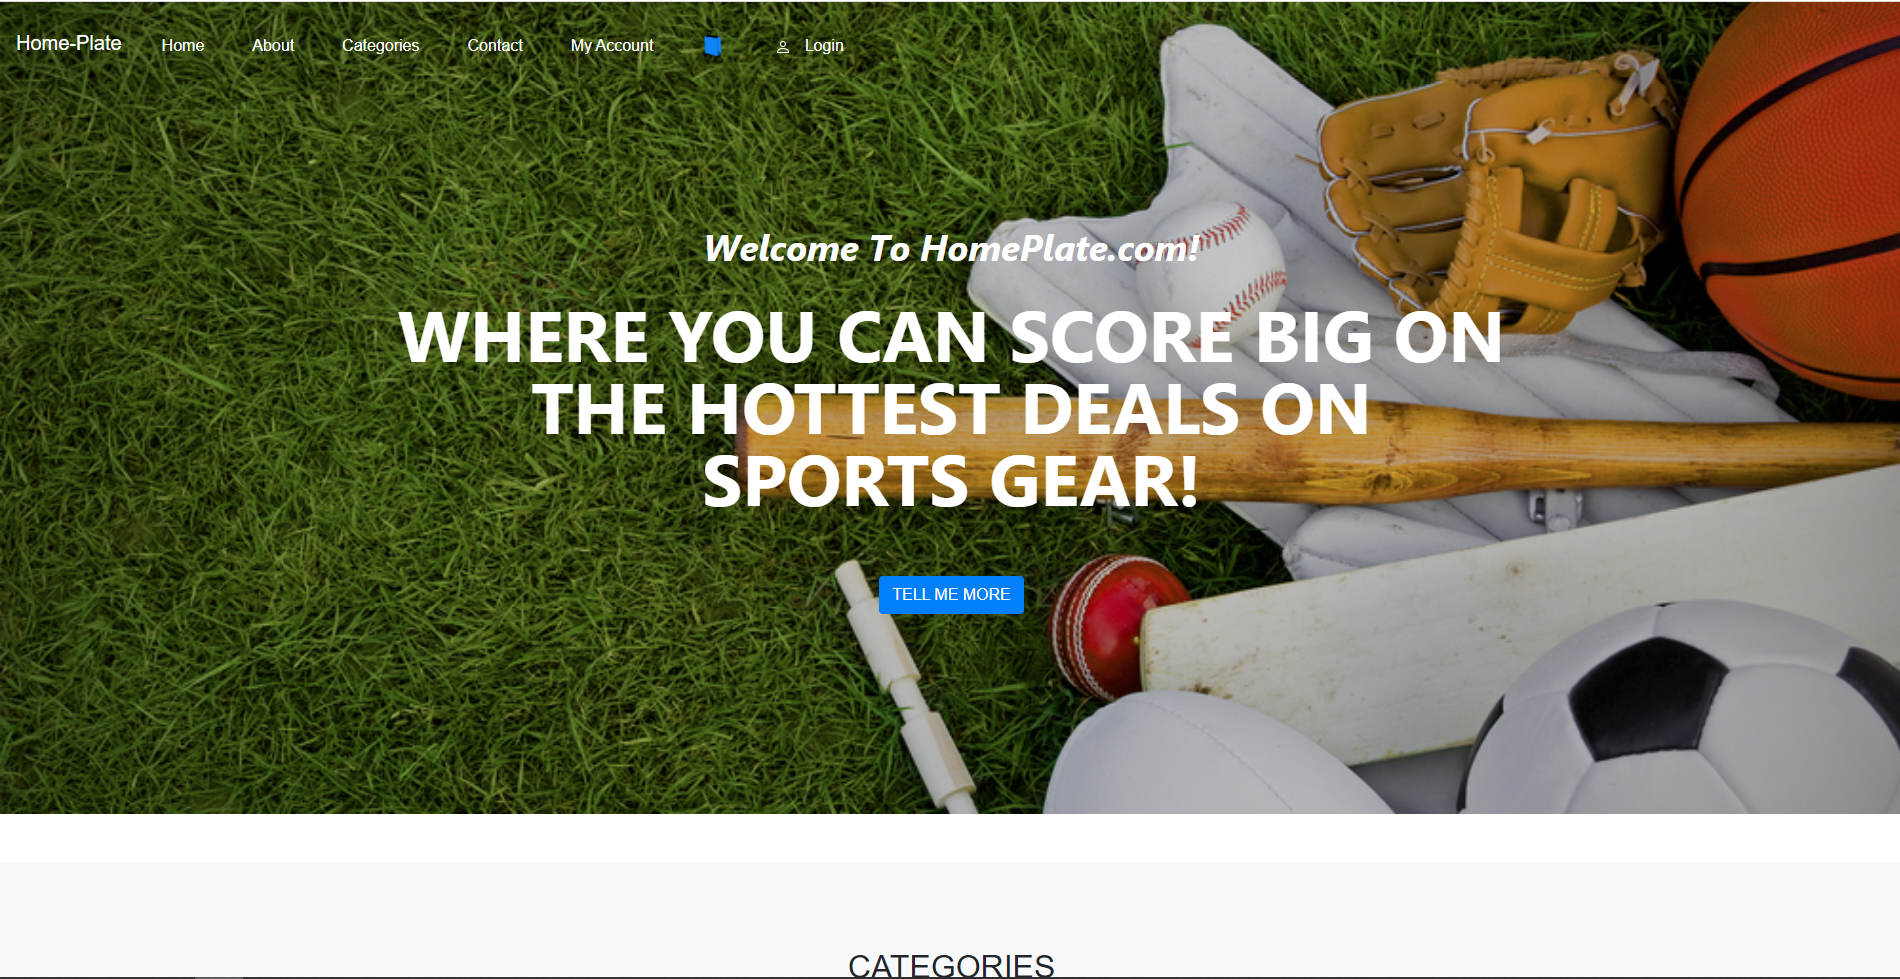 Home-Plate Home About Categories Contact My Account Login
Welcome To HomePlate.com!
WHERE YOU CAN SCORE BIG ON
THE HOTTEST DEALS ON
SPORTS GEAR!
TELL ME MORE
CATEGORIES